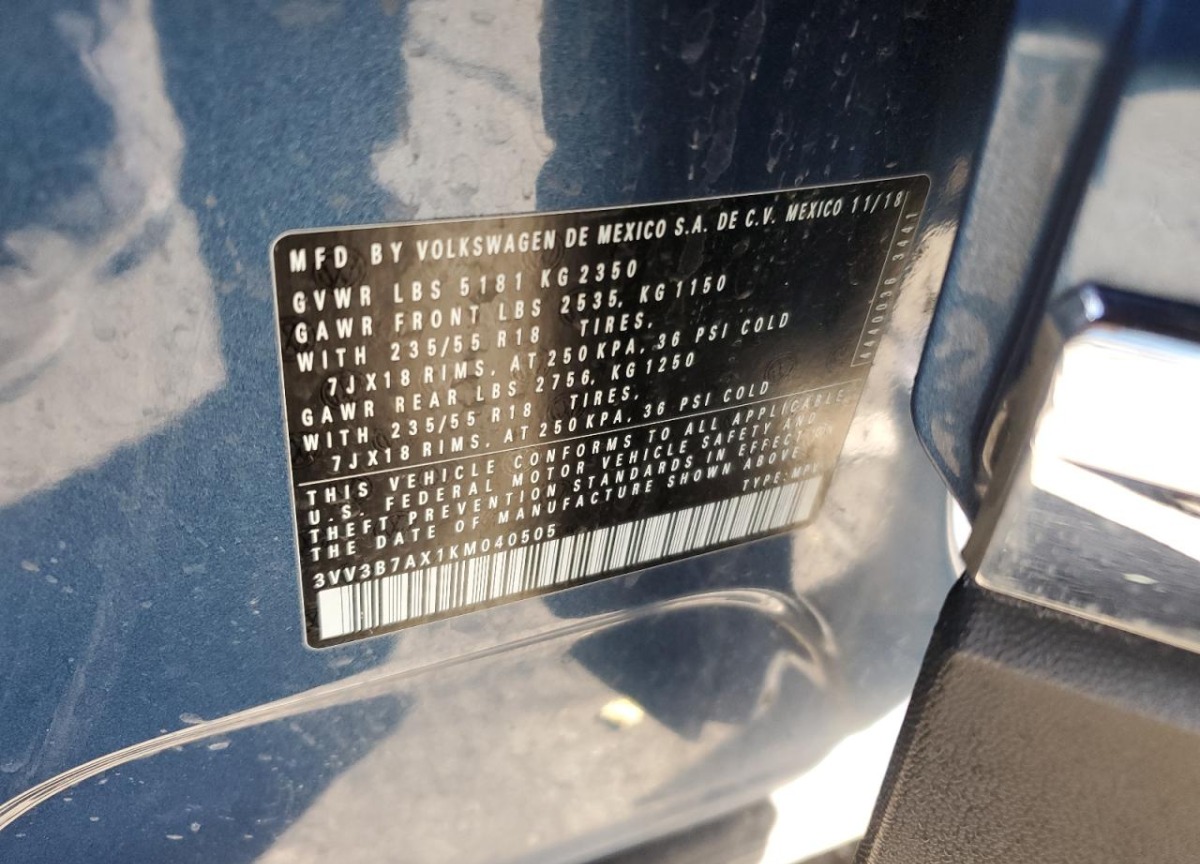 MFD BY VOLKSWAGEN DE MEXICO S.A. DE C.V. MEXICO 11/18
GVWR LBS 5181 KG 2350
GAWR FRONT LBS 2535, KG 1150
WITH 235/55 R18 TIRES,
7JX18 RIMS, AT 250 KPA, 36 PSI COLD
GAWR REAR LBS 2756, KG 1250
WITH 235/55 R18 TIRES,
7JX18 RIMS, AT 250 KPA, 36 PSI COLD
THIS VEHICLE CONFORMS TO ALL APPLICABLE
U.S. FEDERAL MOTOR VEHICLE SAFETY AND
THEFT PREVENTION STANDARDS IN EFFECT ON
THE DATE OF MANUFACTURE SHOWN ABOVE
3VV3B7AX1KM040505 TYPE: MPV